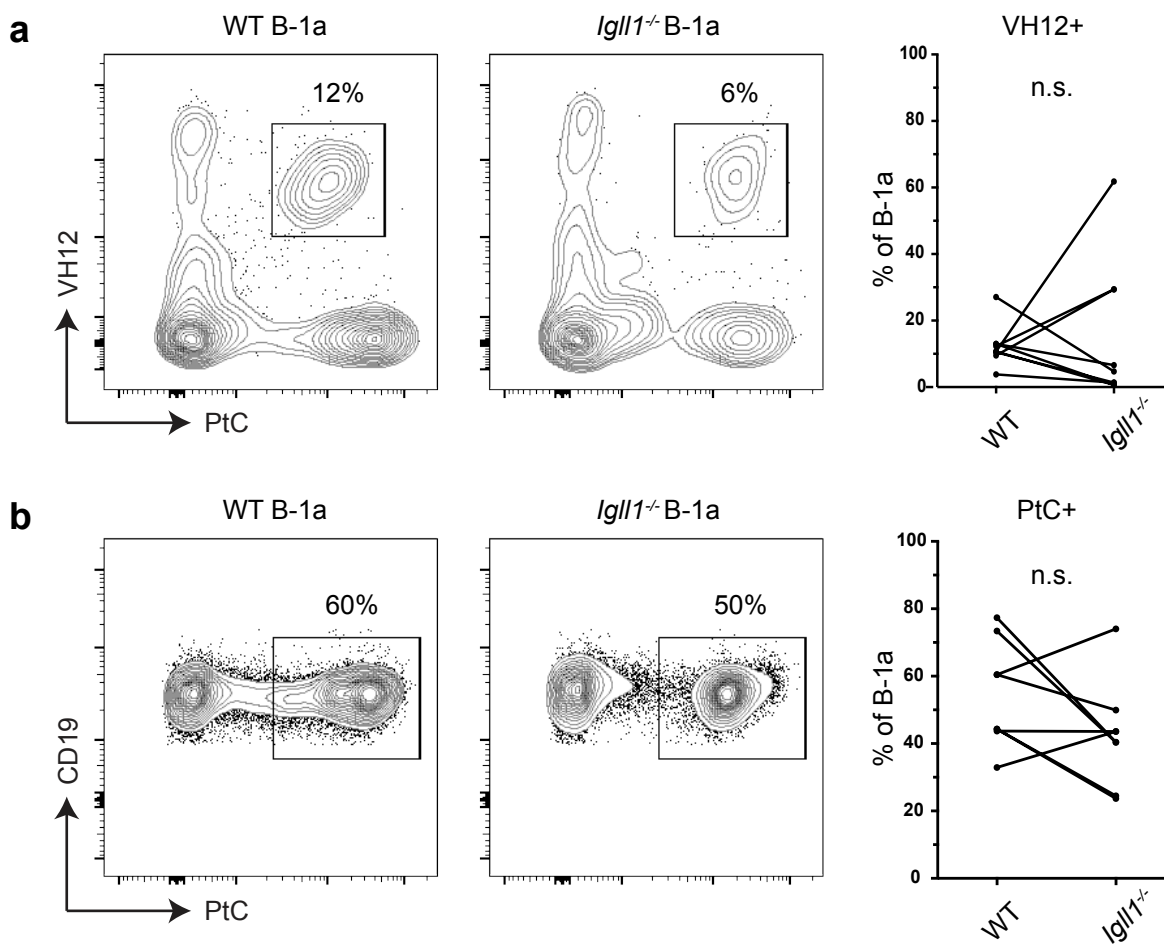 a
WT B-1a
Igll1-/- B-1a
VH12+
12%
6%
n.s.
100
80
60
40
20
0
% of B-1a
VH12
PtC
WT
Igll1-/-
b
WT B-1a
Igll1-/- B-1a
PtC+
60%
50%
n.s.
100
80
60
40
20
0
% of B-1a
CD19
PtC
WT
Igll1-/-